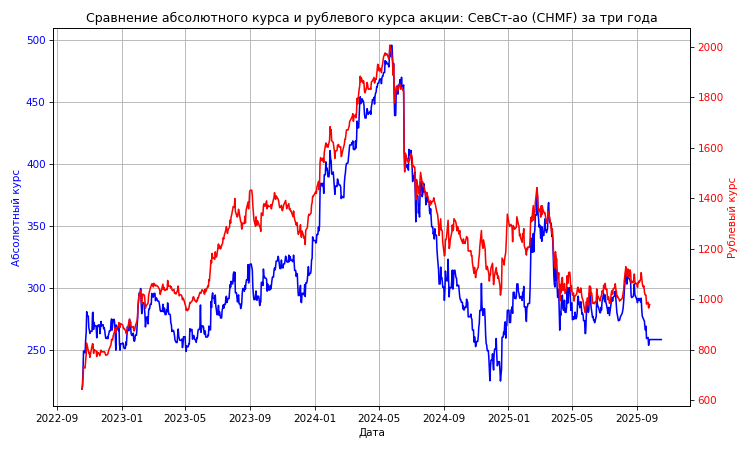 Сравнение абсолютного курса и рублевого курса акции: СевСт-ао (CHMF) за три года
500
450
400
350
300
250
Абсолютный курс
2000
1800
1600
1400
1200
1000
800
600
Рублевый курс
2022-09 2023-01 2023-05 2023-09 2024-01 2024-05 2024-09 2025-01 2025-05 2025-09
Дата